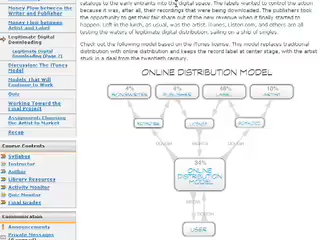 Money Flow Between the
Writer and Publisher
Money Flow Between
Artist and Label
Legitimate Digital
Downloading
Legitimate Digital
Downloading (Page 2)
Discussion: The iTunes
Model
Models That Will
Continue to Work
Quiz
Working Toward the
Final Project
Assignment: Choosing
the Artist to Market
Recap
Course Contents
Syllabus
Instructor
Author
Library Resources
Activity Monitor
Quiz Monitor
Final Grades
Communication
Announcements
Private Messages
catalogs to the early entrants into the digital space. The labels wanted to control the action
because it was, after all, their recordings that were being downloaded. The publishers took
the opportunity to get their fair share out of the new revenue when it finally started to
happen. Left in the lurch, as usual, was the artist. iTunes, Listen.com, and others are all
testing the waters of legitimate digital distribution, sailing on a ship of singles.
Check out the following model based on the iTunes license. This model replaces traditional
distribution with online distribution and keeps the record label at center stage, with the artist
stuck in a deal from the twentieth century.
ONLINE DISTRIBUTION MODEL
4%
SONGWRITERS
4%
PUBLISHER
48%
LABEL
10%
ARTIST
34%
ONLINE
DISTRIBUTION
MODEL
USER